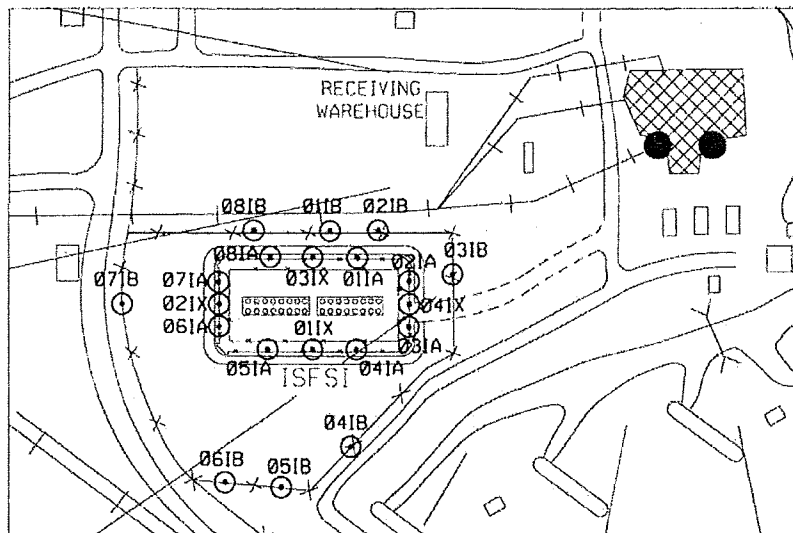 RECEIVING
WAREHOUSE
08IB
01IB
02IB
08IA
03IX
01IA
02IA
03IB
07IB
07IA
02IX
04IX
06IA
01IX
03IA
05IA
ISFSI
04IA
04IB
06IB
05IB